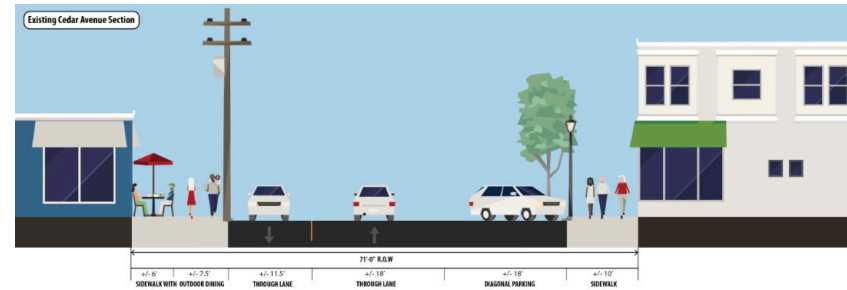 Existing Cedar Avenue Section
71'-0" R.O.W
+/- 6' +/- 7.5' +/- 11.5' +/- 18' +/- 18' +/- 10'
SIDEWALK WITH OUTDOOR DINING THROUGH LANE THROUGH LANE DIAGONAL PARKING SIDEWALK